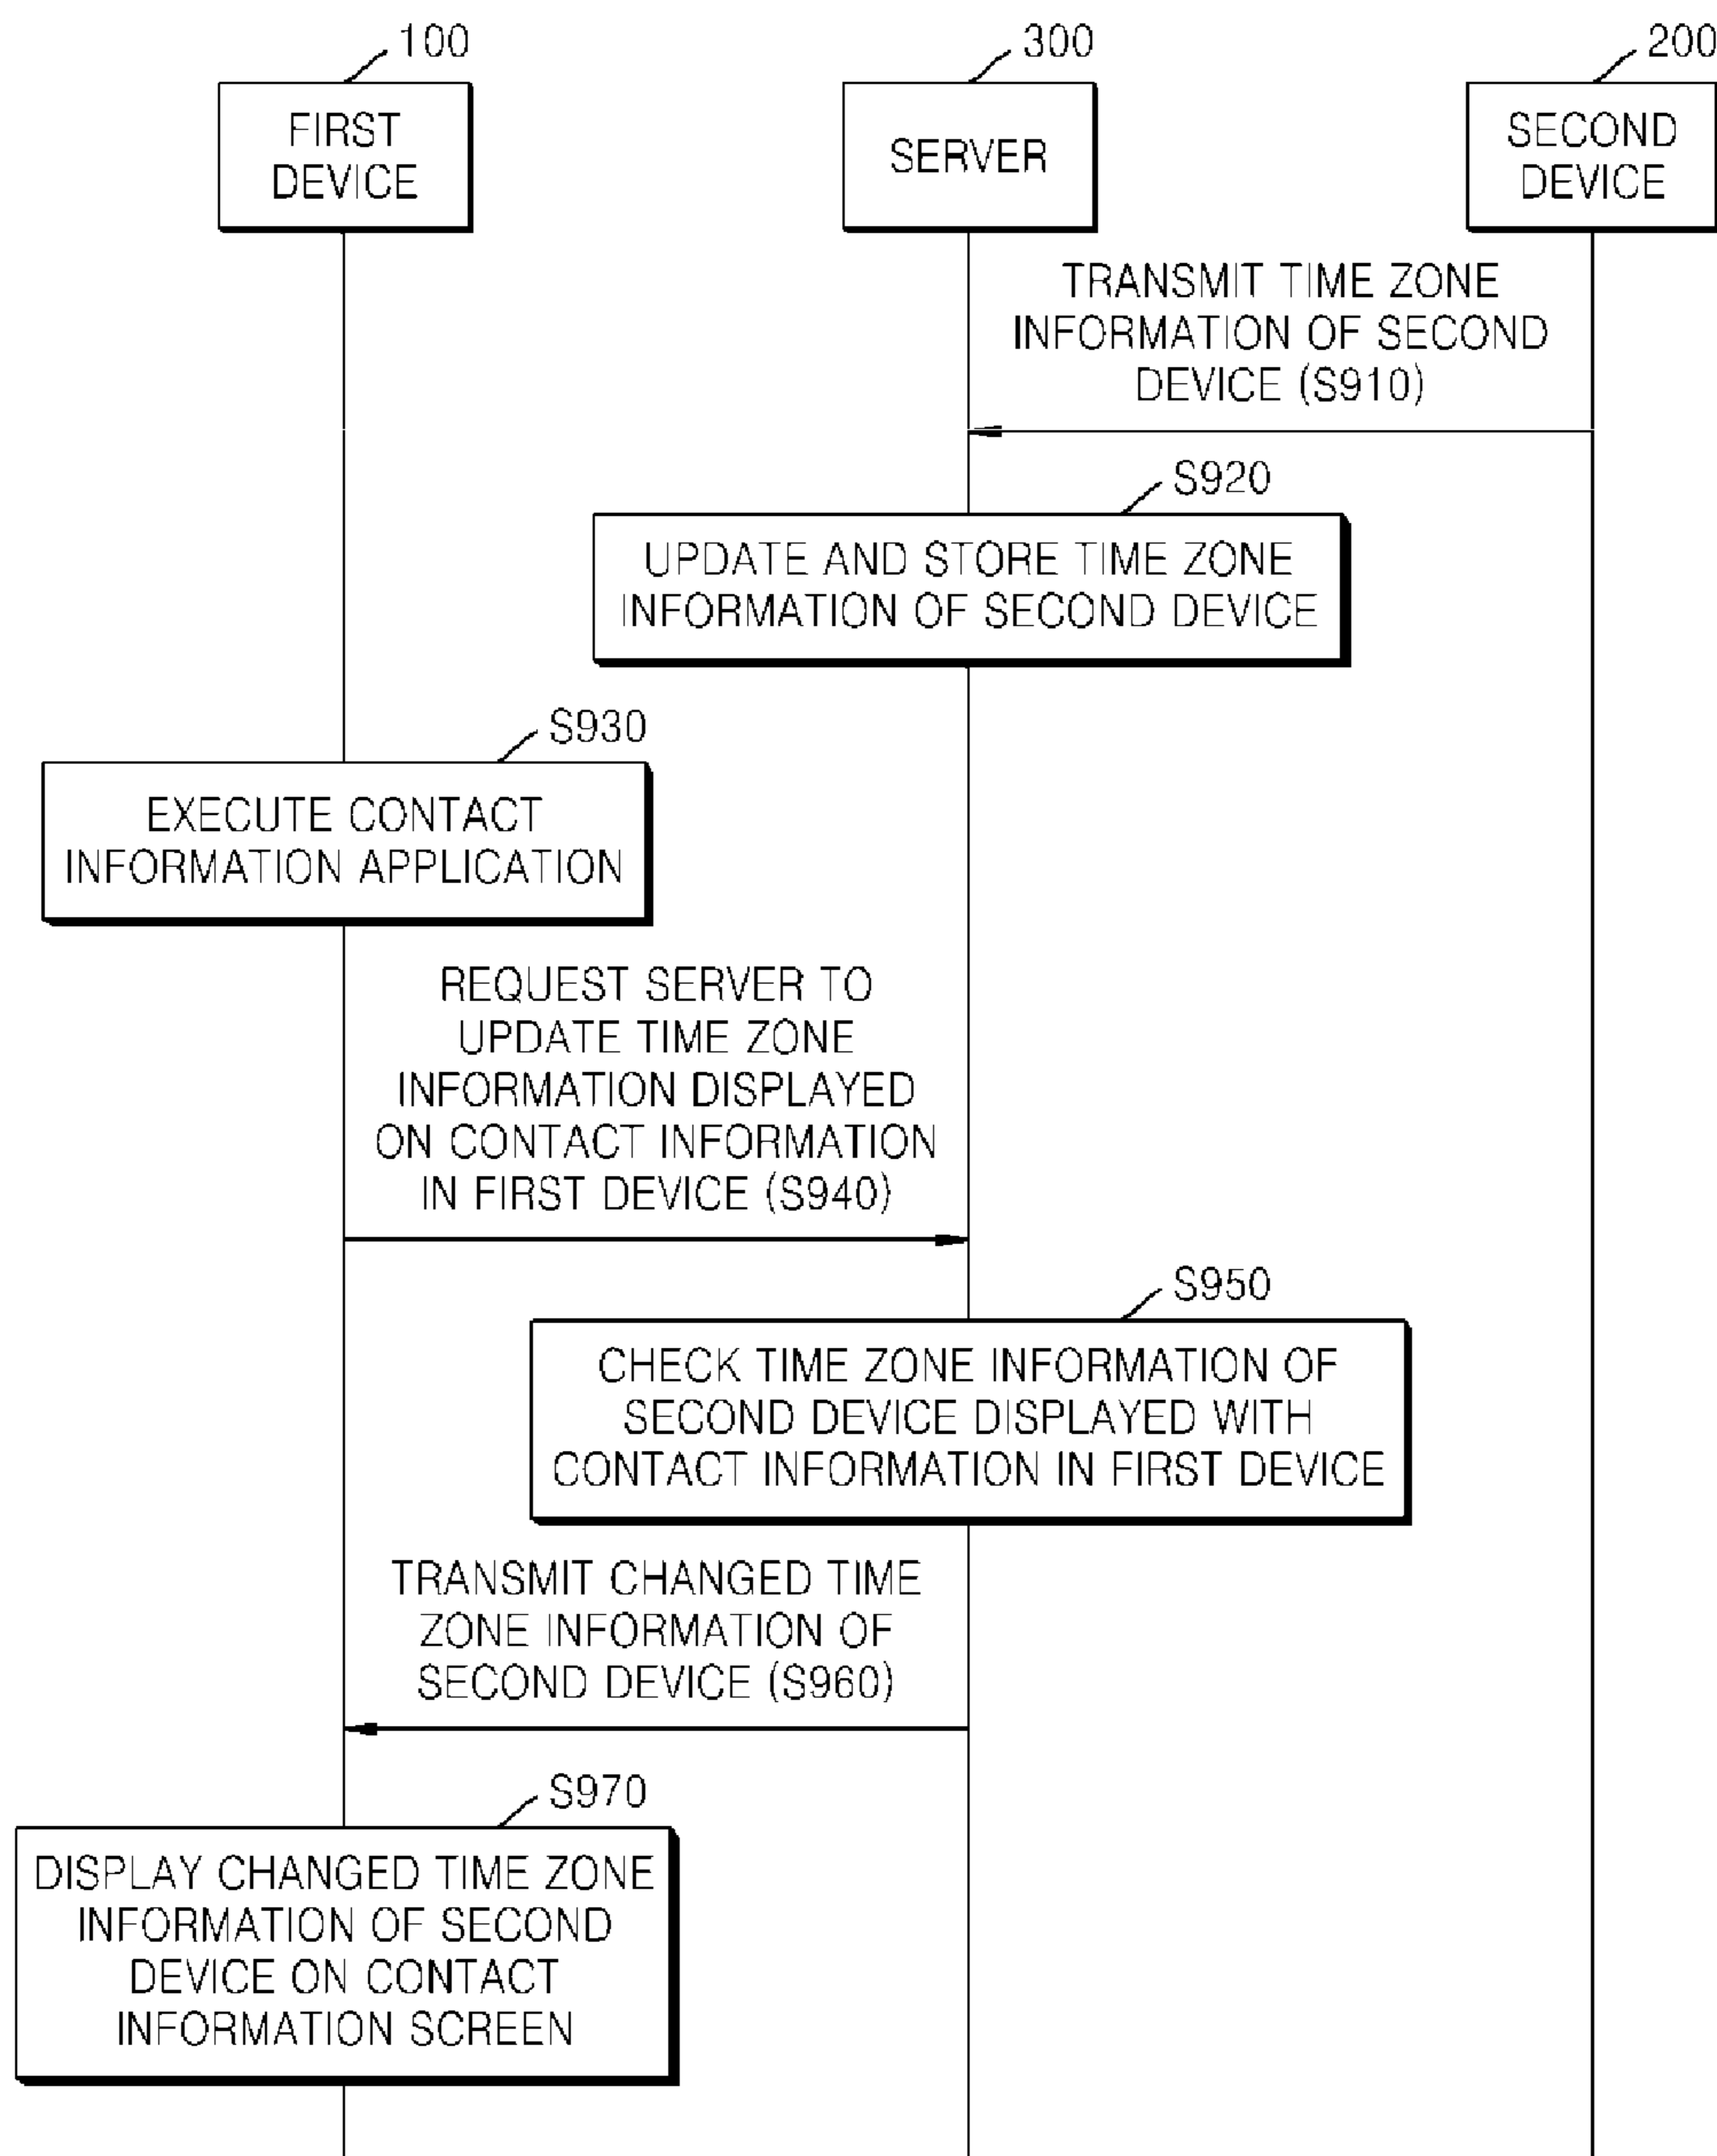 100
300
200
FIRST
DEVICE
SERVER
SECOND
DEVICE
TRANSMIT TIME ZONE
INFORMATION OF SECOND
DEVICE (S910)
S920
UPDATE AND STORE TIME ZONE
INFORMATION OF SECOND DEVICE
S930
EXECUTE CONTACT
INFORMATION APPLICATION
REQUEST SERVER TO
UPDATE TIME ZONE
INFORMATION DISPLAYED
ON CONTACT INFORMATION
IN FIRST DEVICE (S940)
S950
CHECK TIME ZONE INFORMATION OF
SECOND DEVICE DISPLAYED WITH
CONTACT INFORMATION IN FIRST DEVICE
TRANSMIT CHANGED TIME
ZONE INFORMATION OF
SECOND DEVICE (S960)
S970
DISPLAY CHANGED TIME ZONE
INFORMATION OF SECOND
DEVICE ON CONTACT
INFORMATION SCREEN